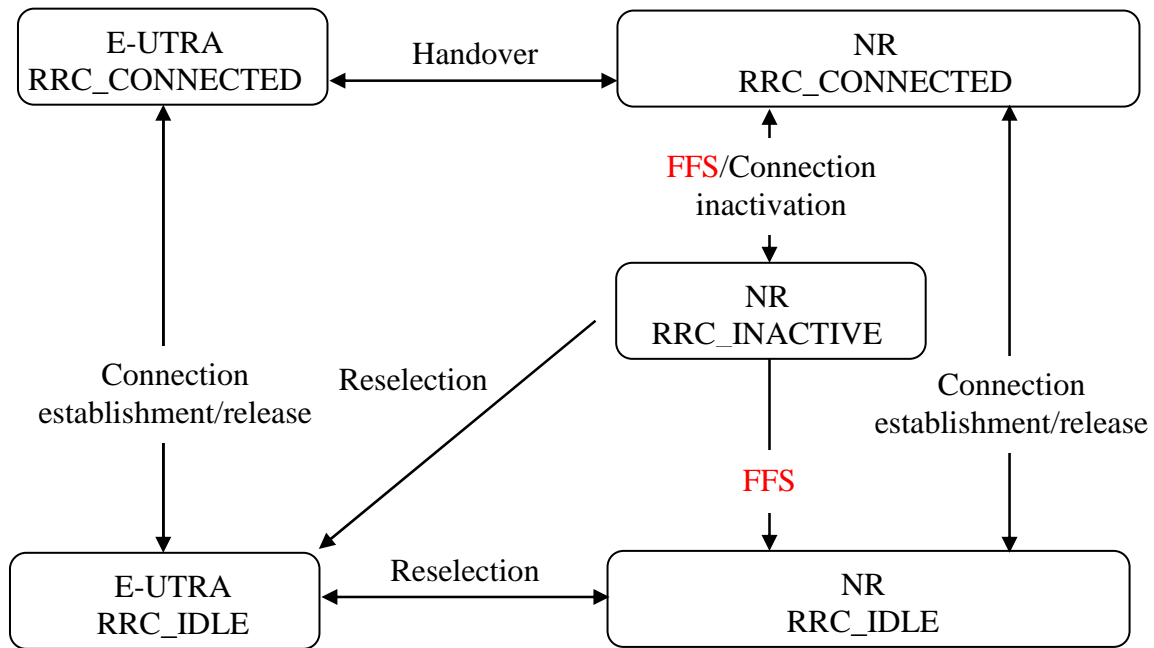 E-UTRA
RRC_CONNECTED
Handover
NR
RRC_CONNECTED
FFS/Connection
inactivation
NR
RRC_INACTIVE
Connection
establishment/release
Reselection
Connection
establishment/release
FFS
E-UTRA
RRC_IDLE
Reselection
NR
RRC_IDLE